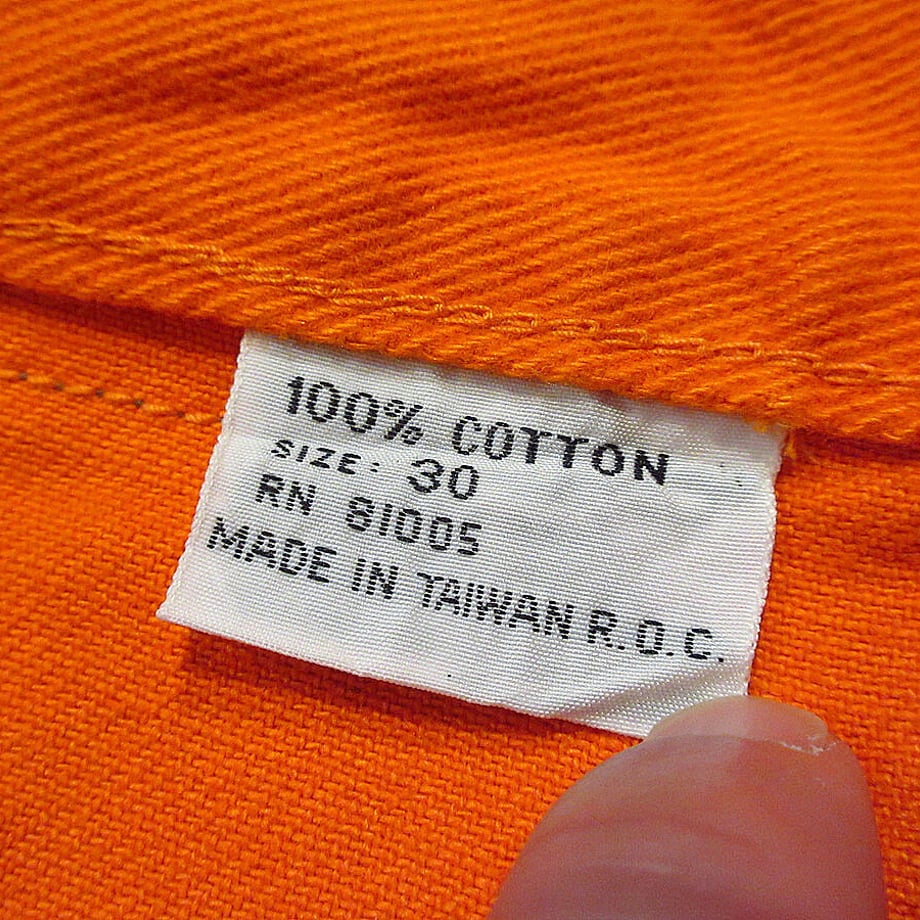 100% COTTON
SIZE: 30
RN 81005
MADE IN TAIWAN R.O.C.